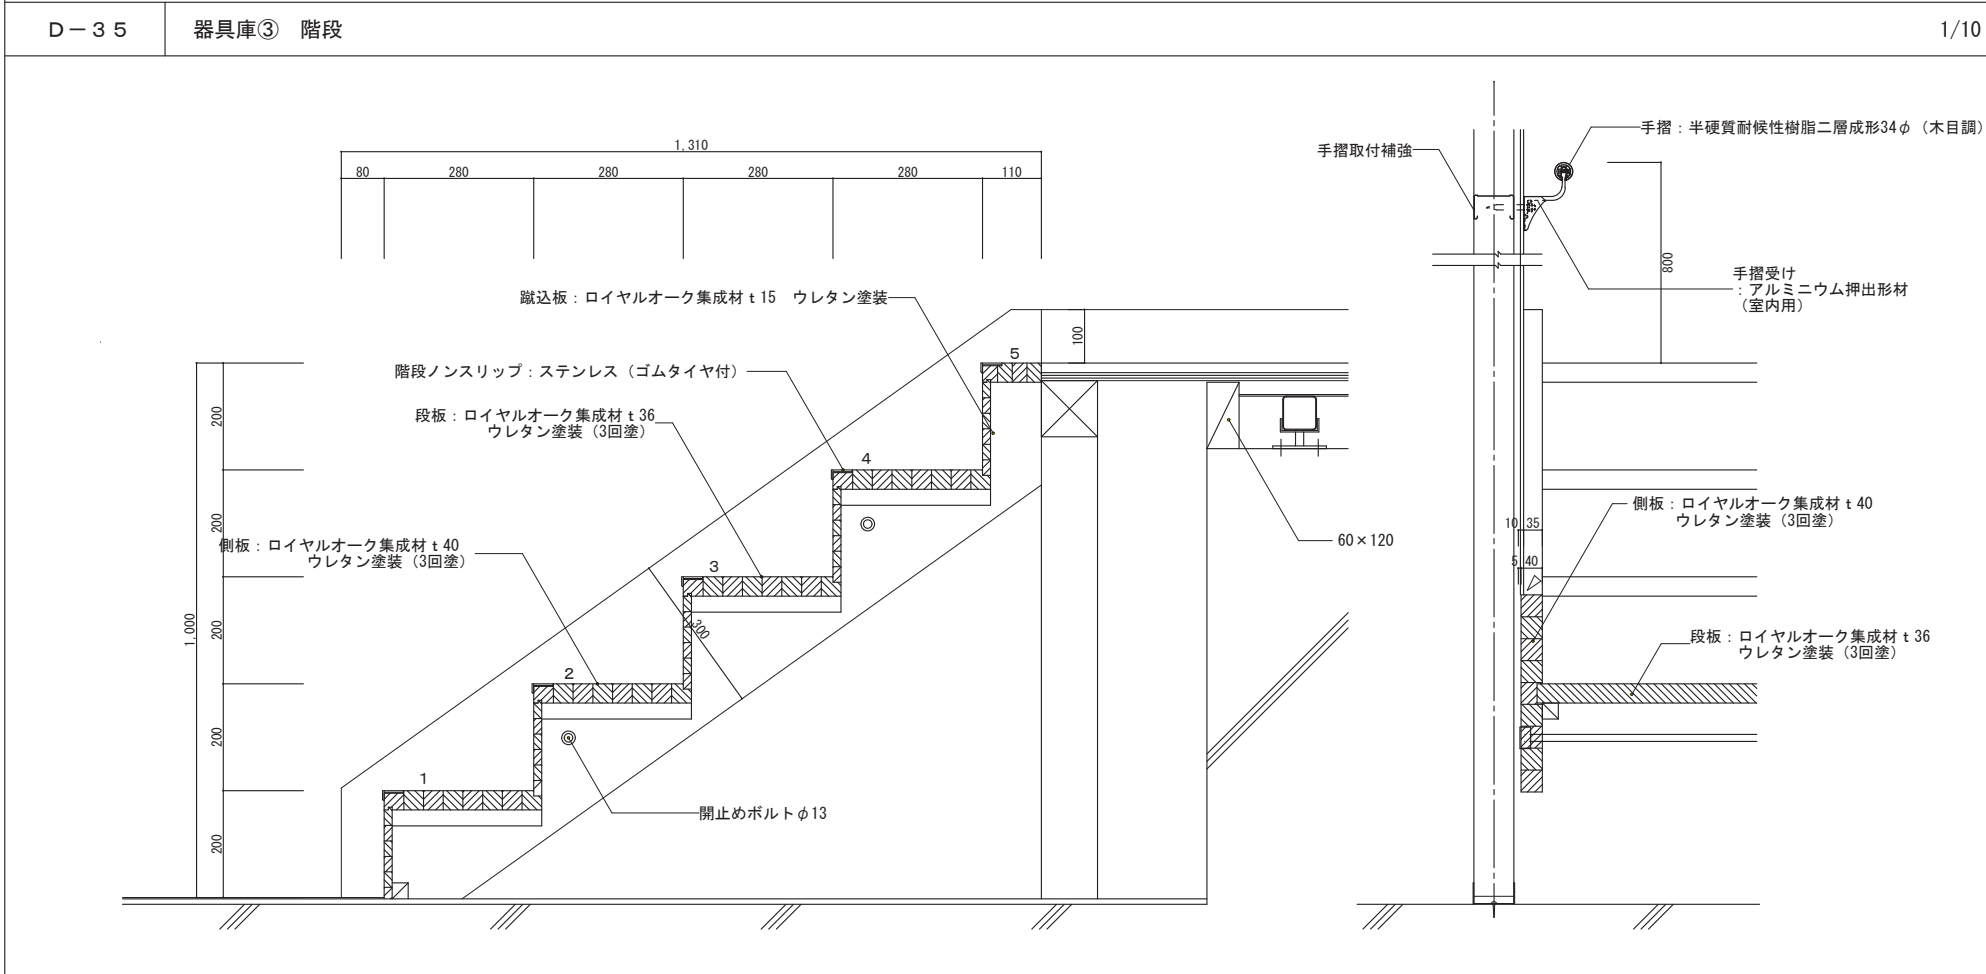 D－35
器具庫③　階段
1/10
1,310
80
280
280
280
280
110
手摺：半硬質耐候性樹脂二層成形34φ（木目調）
手摺取付補強
800
手摺受け
：アルミニウム押出形材
（室内用）
蹴込板：ロイヤルオーク集成材ｔ15　ウレタン塗装
100
階段ノンスリップ：ステンレス（ゴムタイヤ付）
5
段板：ロイヤルオーク集成材ｔ36
ウレタン塗装（3回塗）
4
200
200
200
200
200
1,000
側板：ロイヤルオーク集成材ｔ40
ウレタン塗装（3回塗）
3
300
60×120
側板：ロイヤルオーク集成材ｔ40
ウレタン塗装（3回塗）
10
35
5
40
段板：ロイヤルオーク集成材ｔ36
ウレタン塗装（3回塗）
2
1
開止めボルトφ13